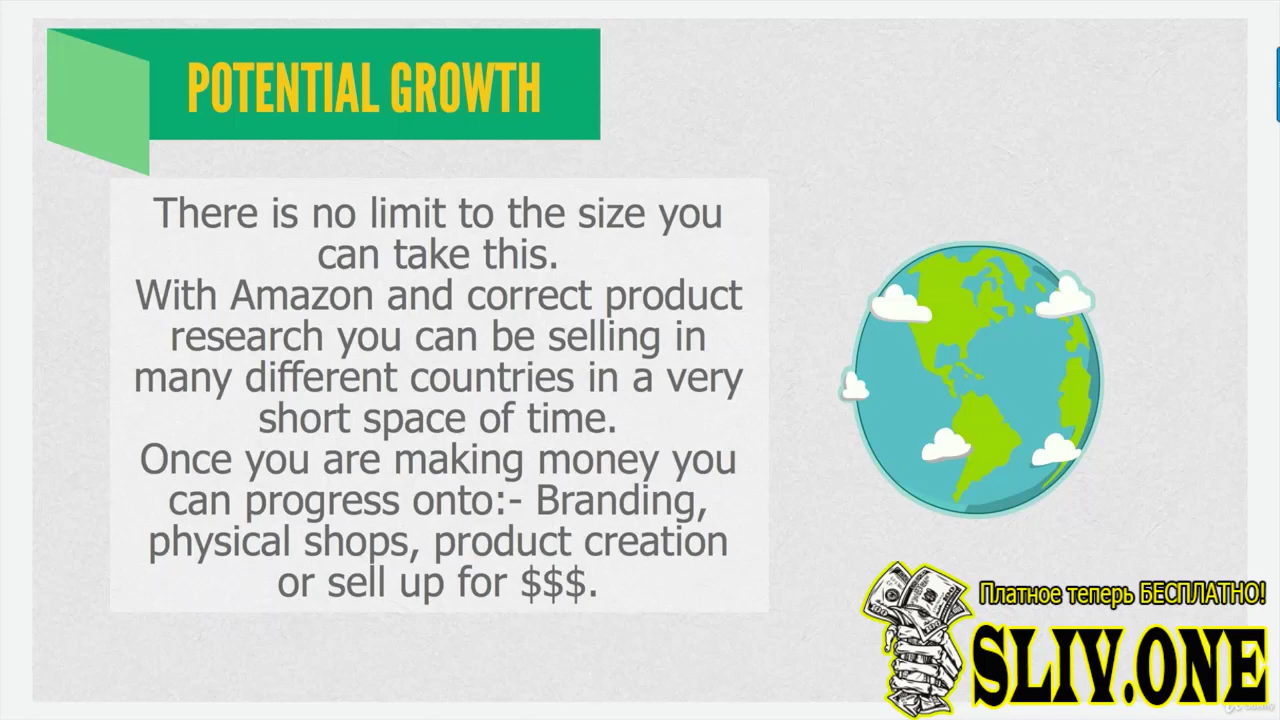 POTENTIAL GROWTH
There is no limit to the size you
can take this.
With Amazon and correct product
research you can be selling in
many different countries in a very
short space of time.
Once you are making money you
can progress onto:- Branding,
physical shops, product creation
or sell up for $$$.
Платное теперь БЕСПЛАТНО!
SLIV.ONE